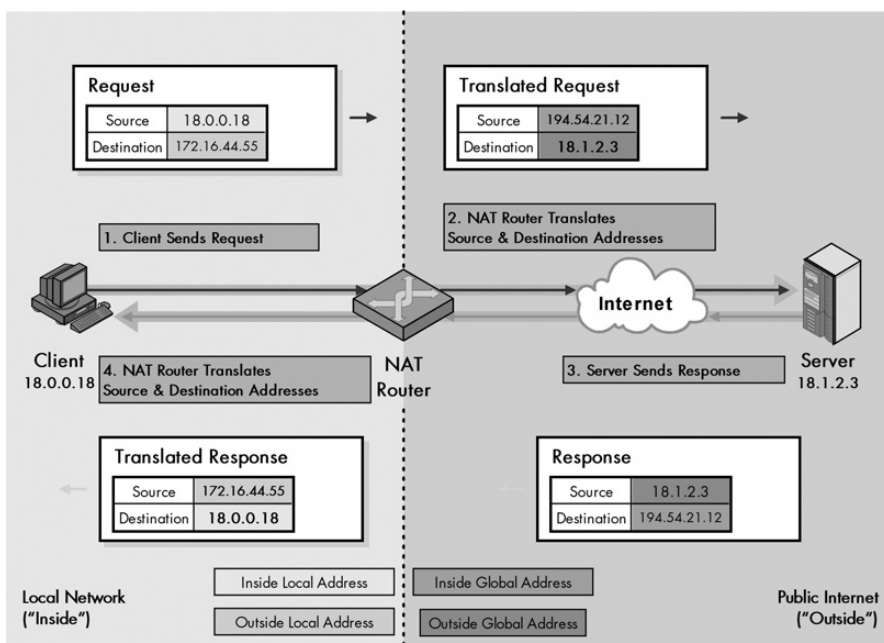 Request
Source 18.0.0.18
Destination 172.16.44.55
Translated Request
Source 194.54.21.12
Destination 18.1.2.3
1. Client Sends Request
2. NAT Router Translates
Source & Destination Addresses
Internet
Client
18.0.0.18
NAT
Router
Server
18.1.2.3
4. NAT Router Translates
Source & Destination Addresses
3. Server Sends Response
Translated Response
Source 172.16.44.55
Destination 18.0.0.18
Response
Source 18.1.2.3
Destination 194.54.21.12
Inside Local Address
Inside Global Address
Outside Local Address
Outside Global Address
Local Network
("Inside")
Public Internet
("Outside")